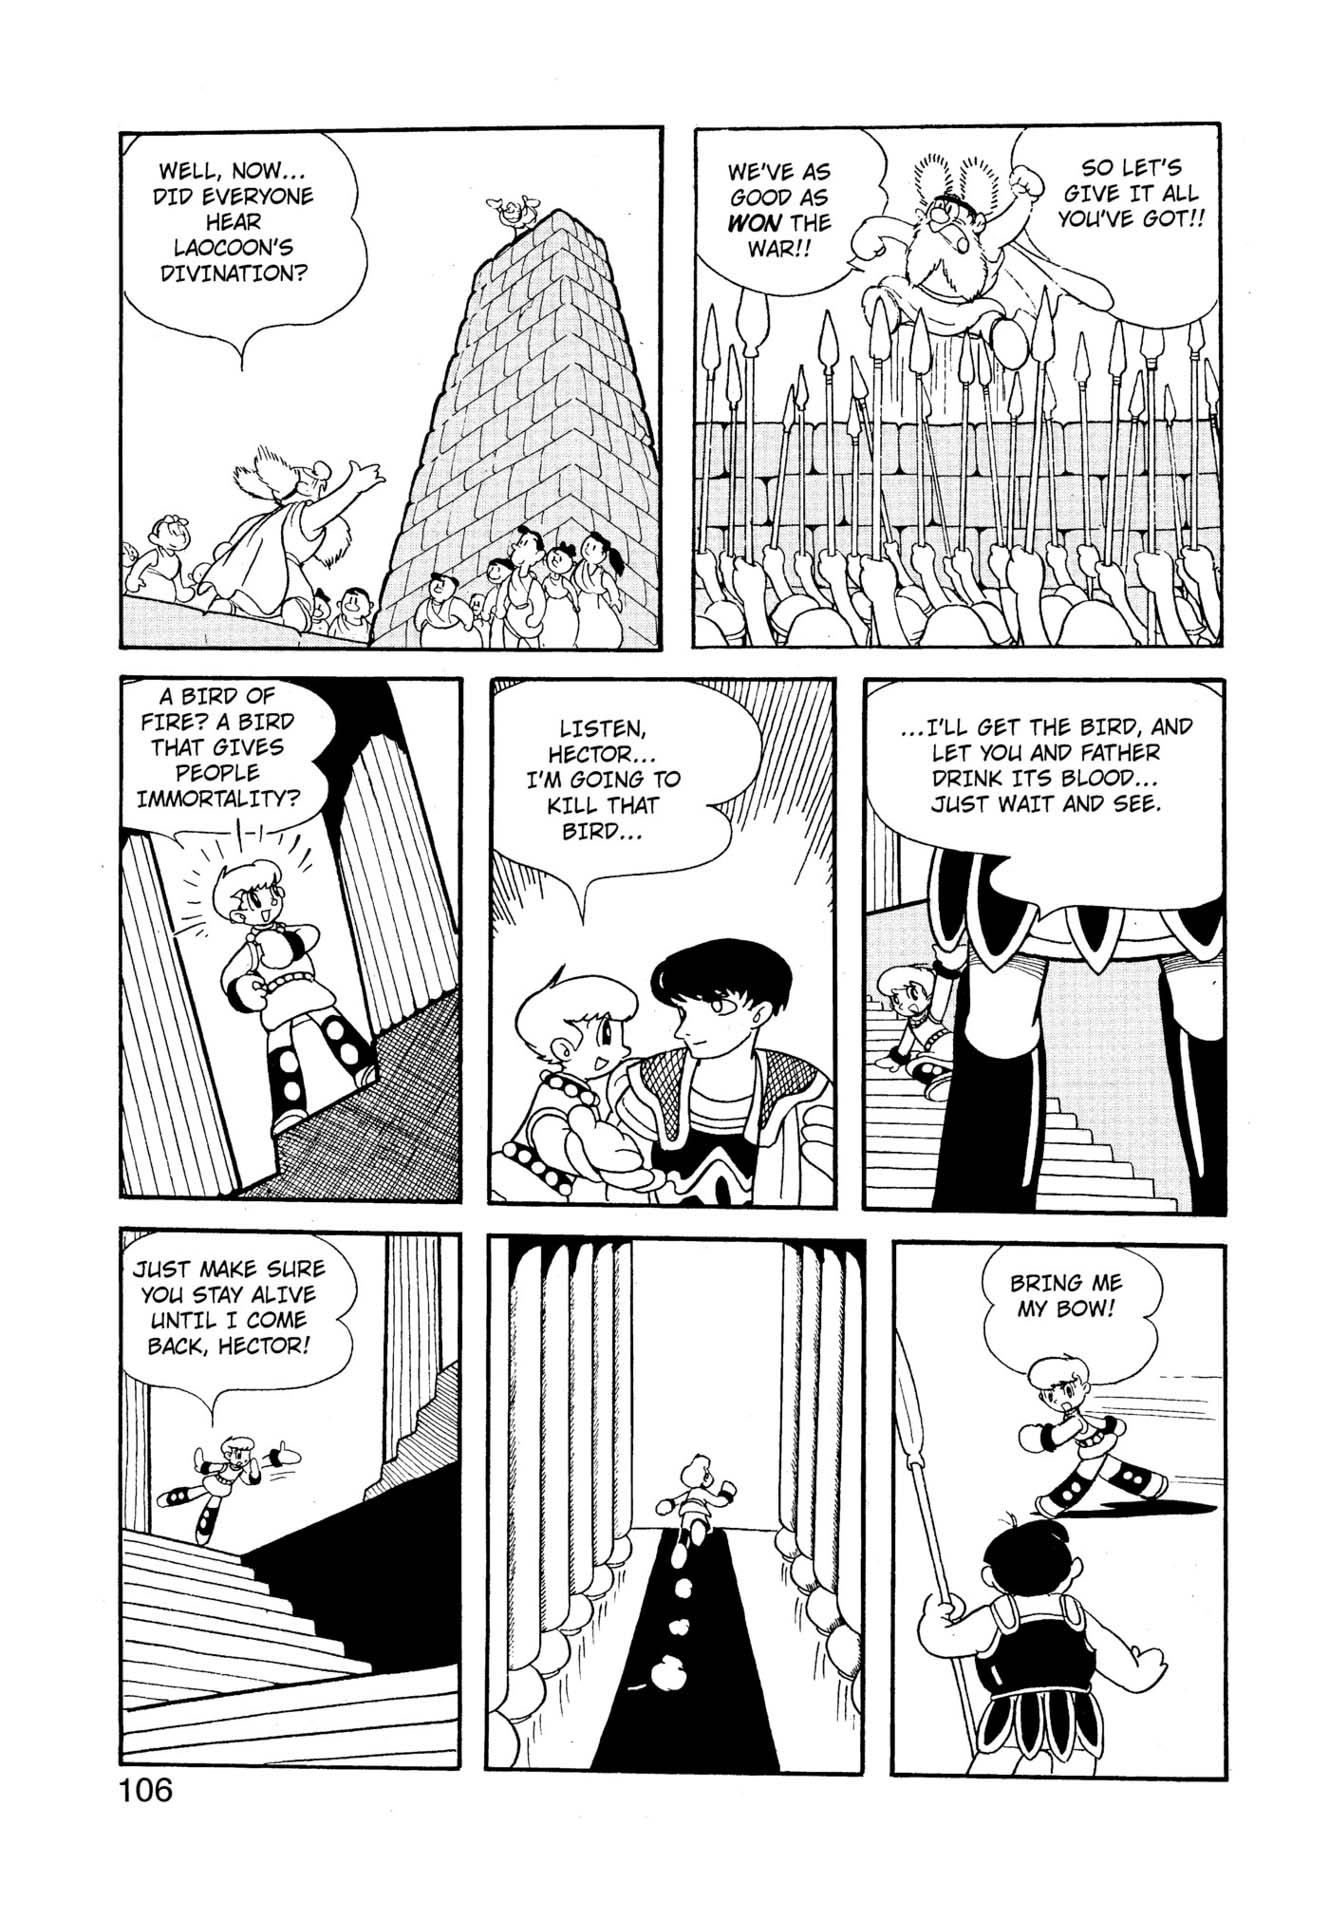 WELL, NOW...
DID EVERYONE
HEAR
LAOCOON'S
DIVINATION?
WE'VE AS
GOOD AS
WON THE
WAR!!
SO LET'S
GIVE IT ALL
YOU'VE GOT!!
A BIRD OF
FIRE? A BIRD
THAT GIVES
PEOPLE
IMMORTALITY?
LISTEN,
HECTOR...
I'M GOING TO
KILL THAT
BIRD...
...I'LL GET THE BIRD, AND
LET YOU AND FATHER
DRINK ITS BLOOD...
JUST WAIT AND SEE.
JUST MAKE SURE
YOU STAY ALIVE
UNTIL I COME
BACK, HECTOR!
BRING ME
MY BOW!
106